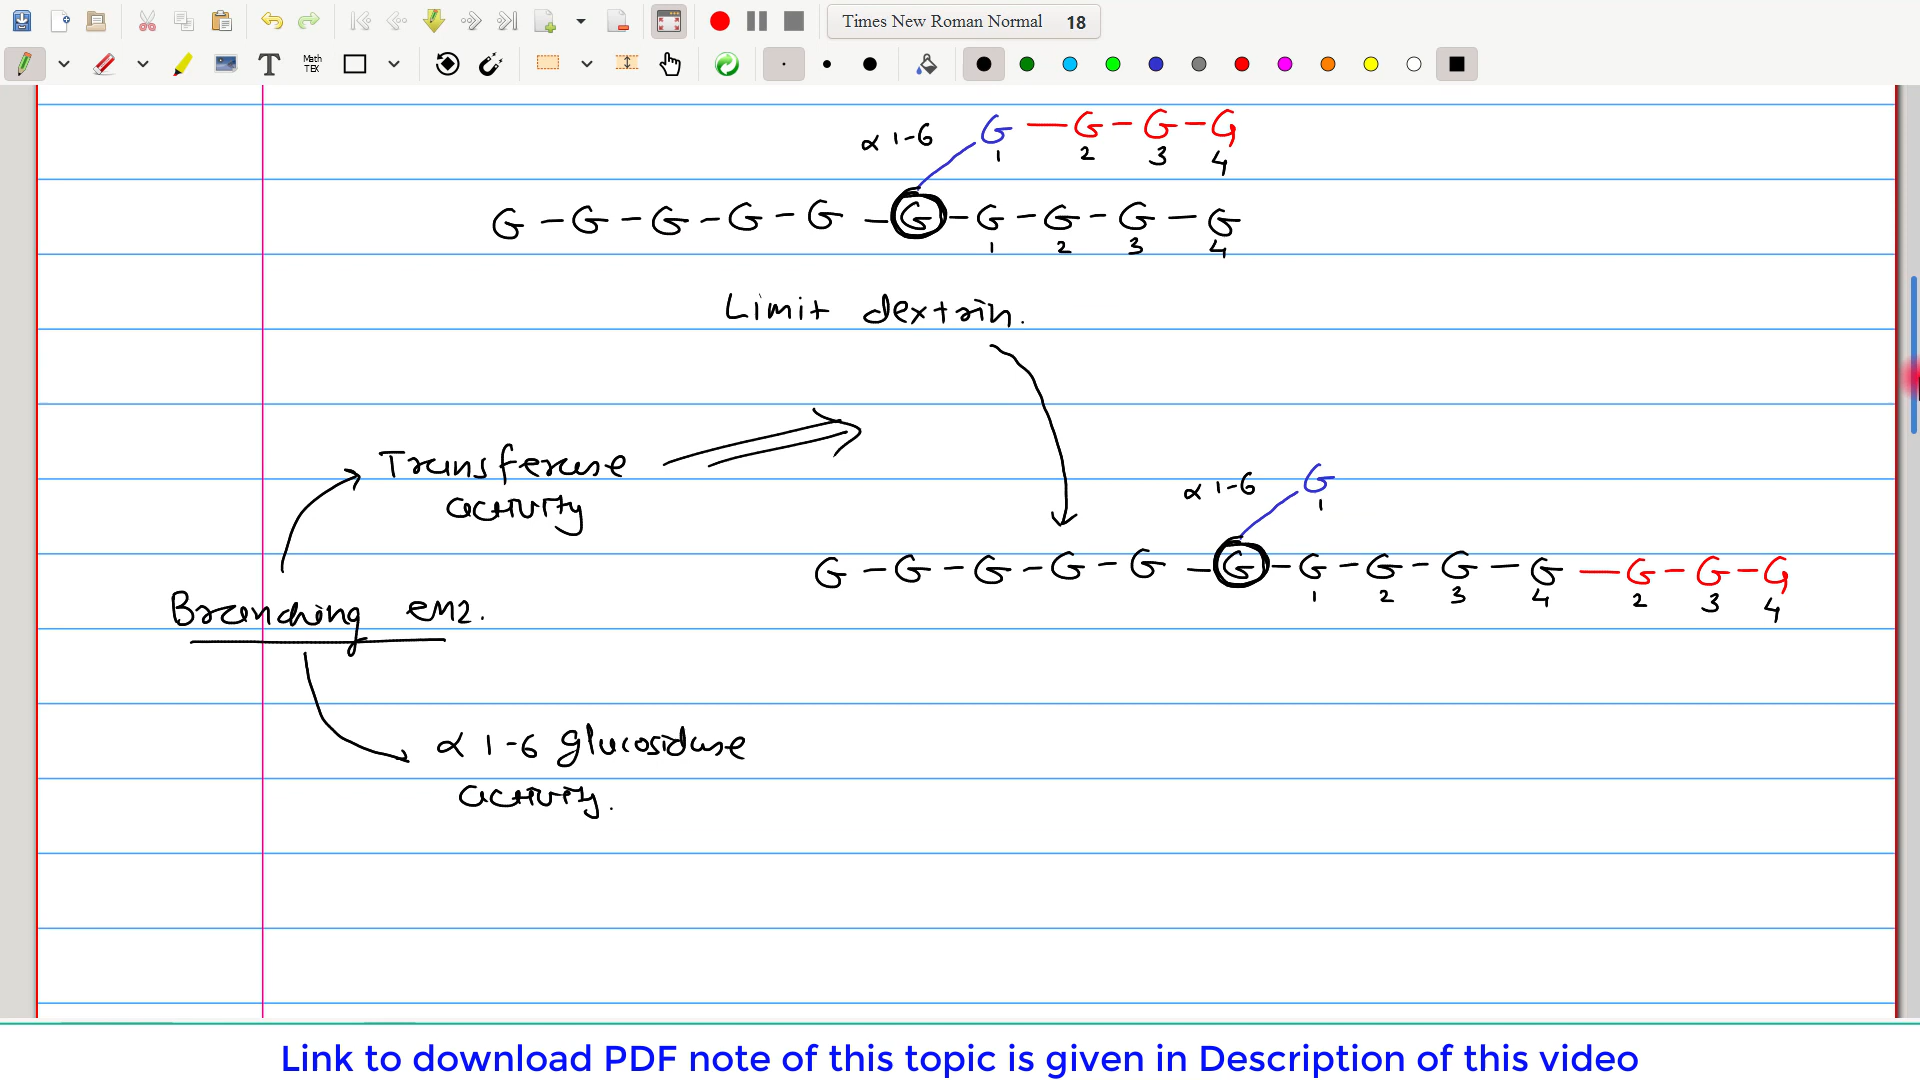 Times New Roman Normal 18
Math
TEX
α 1-6 G — G – G – G
1 2 3 4
G – G – G – G – G – G – G – G – G – G
1 2 3 4
Limit dextrin.
Transferase
activity
α 1-6 G
1
G – G – G – G – G – G – G – G – G – G — G – G – G
1 2 3 4 2 3 4
Branching enz.
α 1-6 glucosidase
activity.
Link to download PDF note of this topic is given in Description of this video